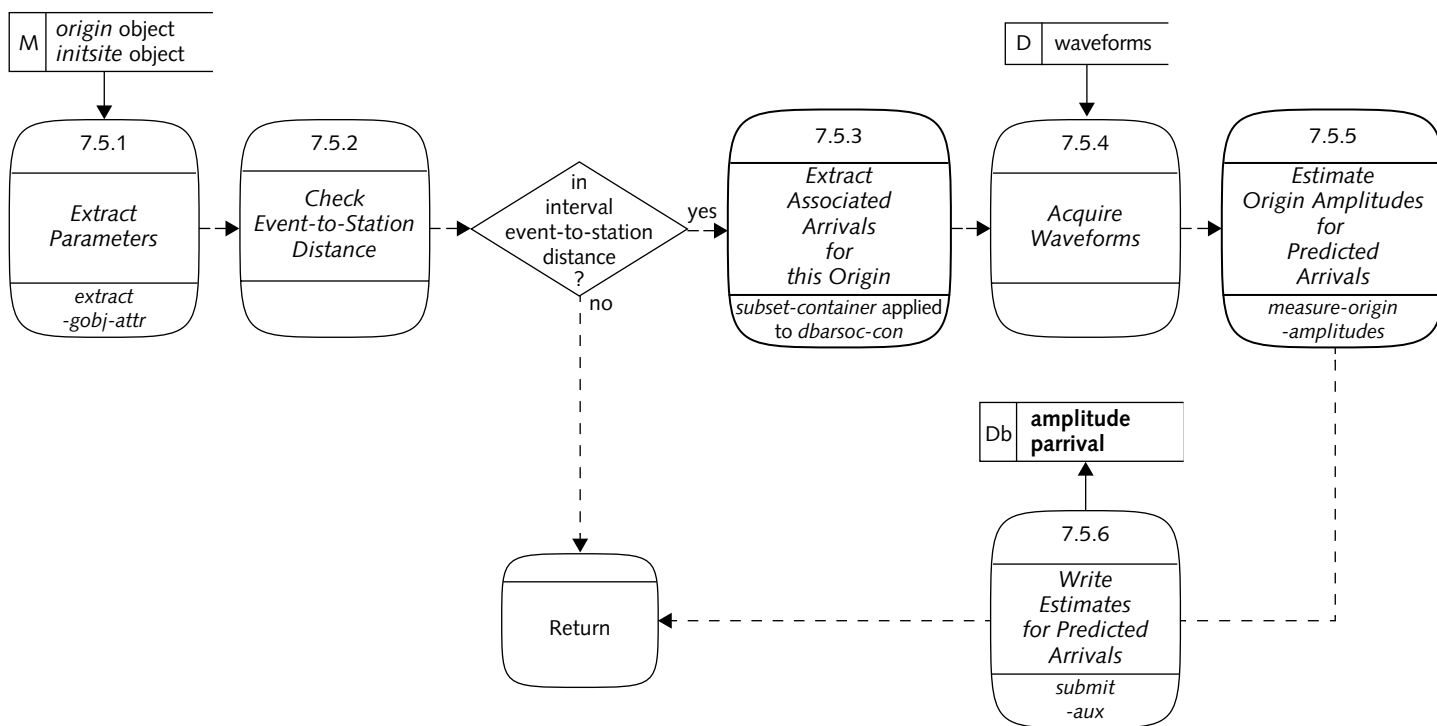 M
origin object
initsite object
D
waveforms
7.5.1
Extract
Parameters
extract
-gobj-attr
7.5.2
Check
Event-to-Station
Distance
in
interval
event-to-station
distance
?
yes
no
7.5.3
Extract
Associated
Arrivals
for
this Origin
subset-container applied
to dbarsoc-con
7.5.4
Acquire
Waveforms
7.5.5
Estimate
Origin Amplitudes
for
Predicted
Arrivals
measure-origin
-amplitudes
Db
amplitude
parrival
7.5.6
Write
Estimates
for Predicted
Arrivals
submit
-aux
Return